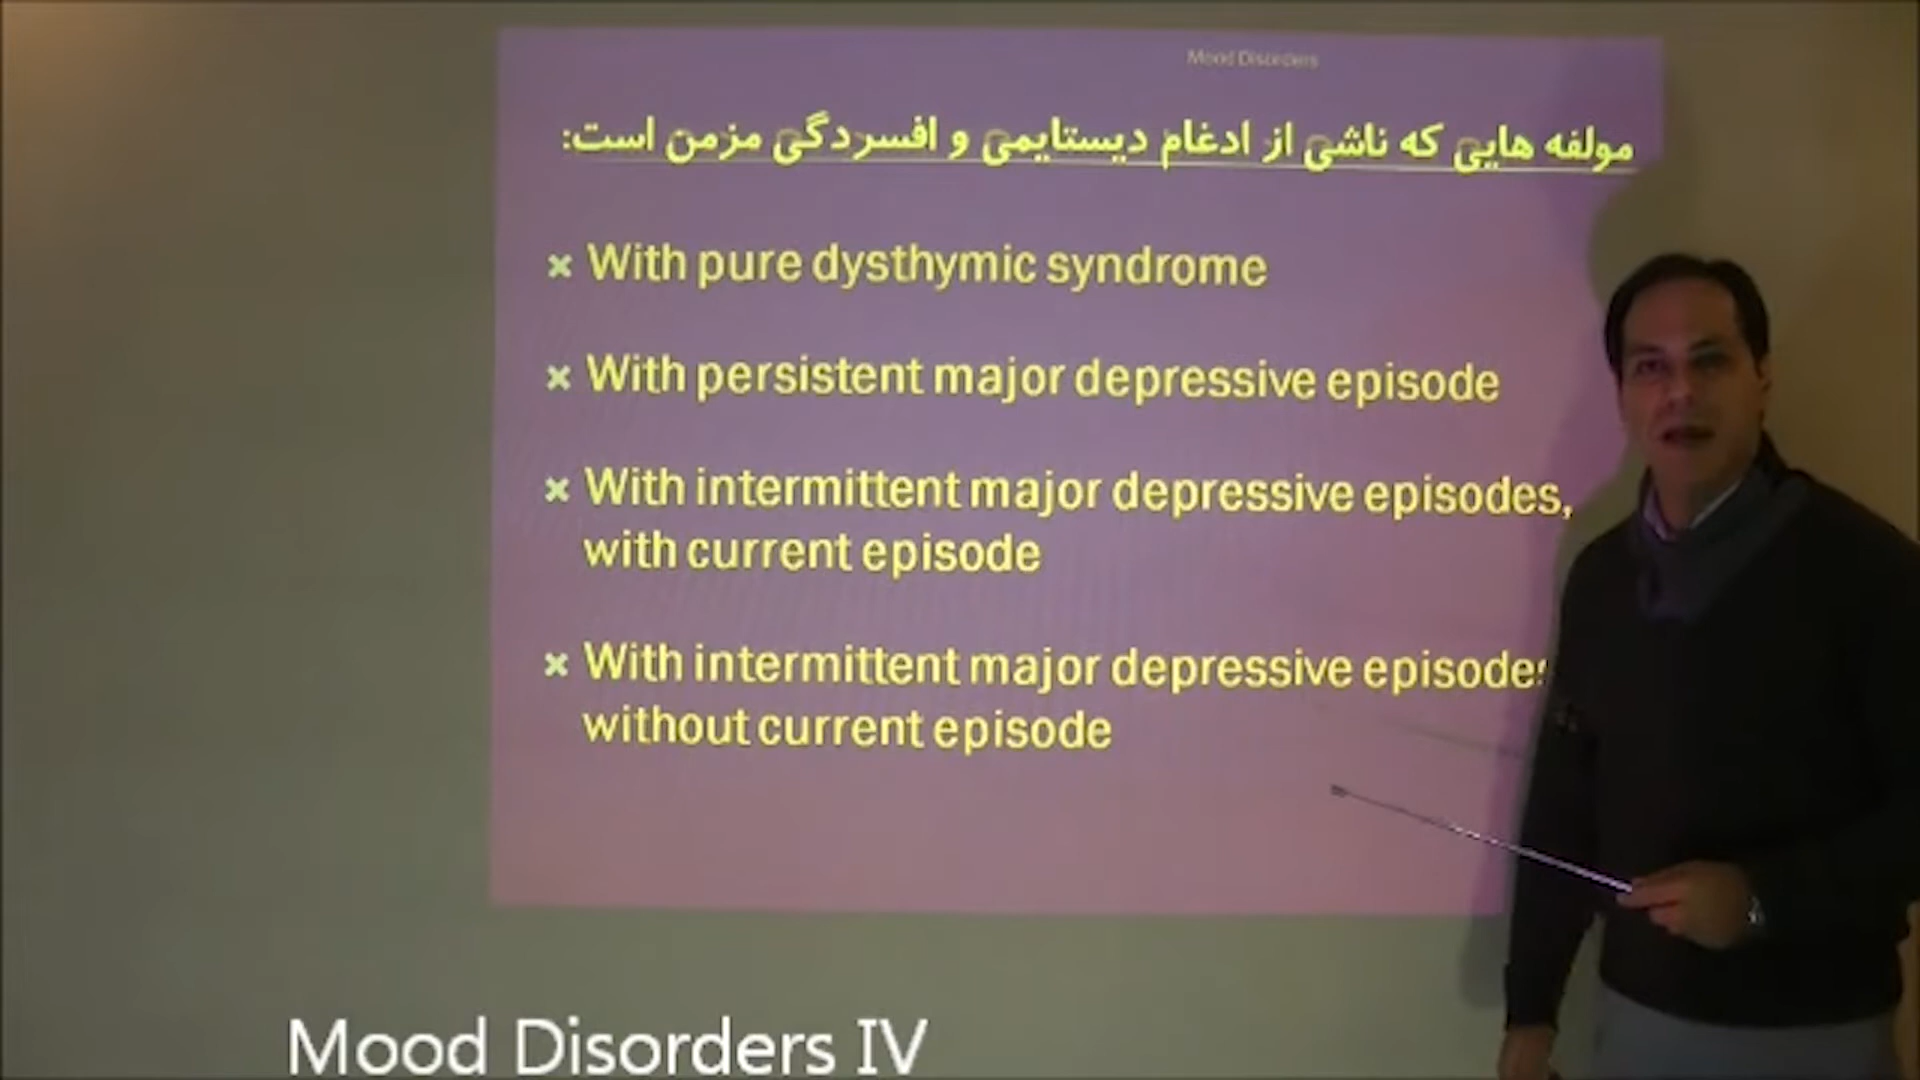 Mood Disorders
مولفه هایی که ناشی از ادغام دیستایمی و افسردگی مزمن است:
× With pure dysthymic syndrome
× With persistent major depressive episode
× With intermittent major depressive episodes,
with current episode
× With intermittent major depressive episodes
without current episode
Mood Disorders IV